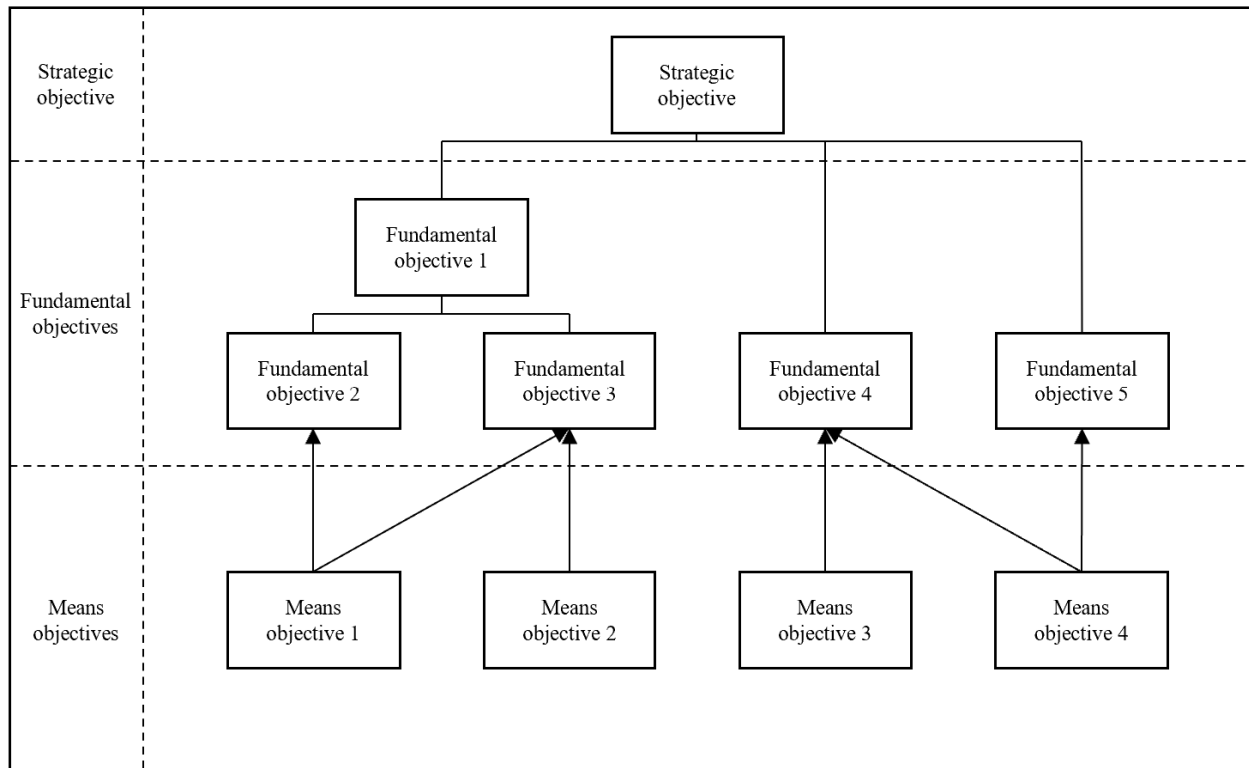 Strategic
objective
Strategic
objective
Fundamental
objective 1
Fundamental
objectives
Fundamental
objective 2
Fundamental
objective 3
Fundamental
objective 4
Fundamental
objective 5
Means
objectives
Means
objective 1
Means
objective 2
Means
objective 3
Means
objective 4